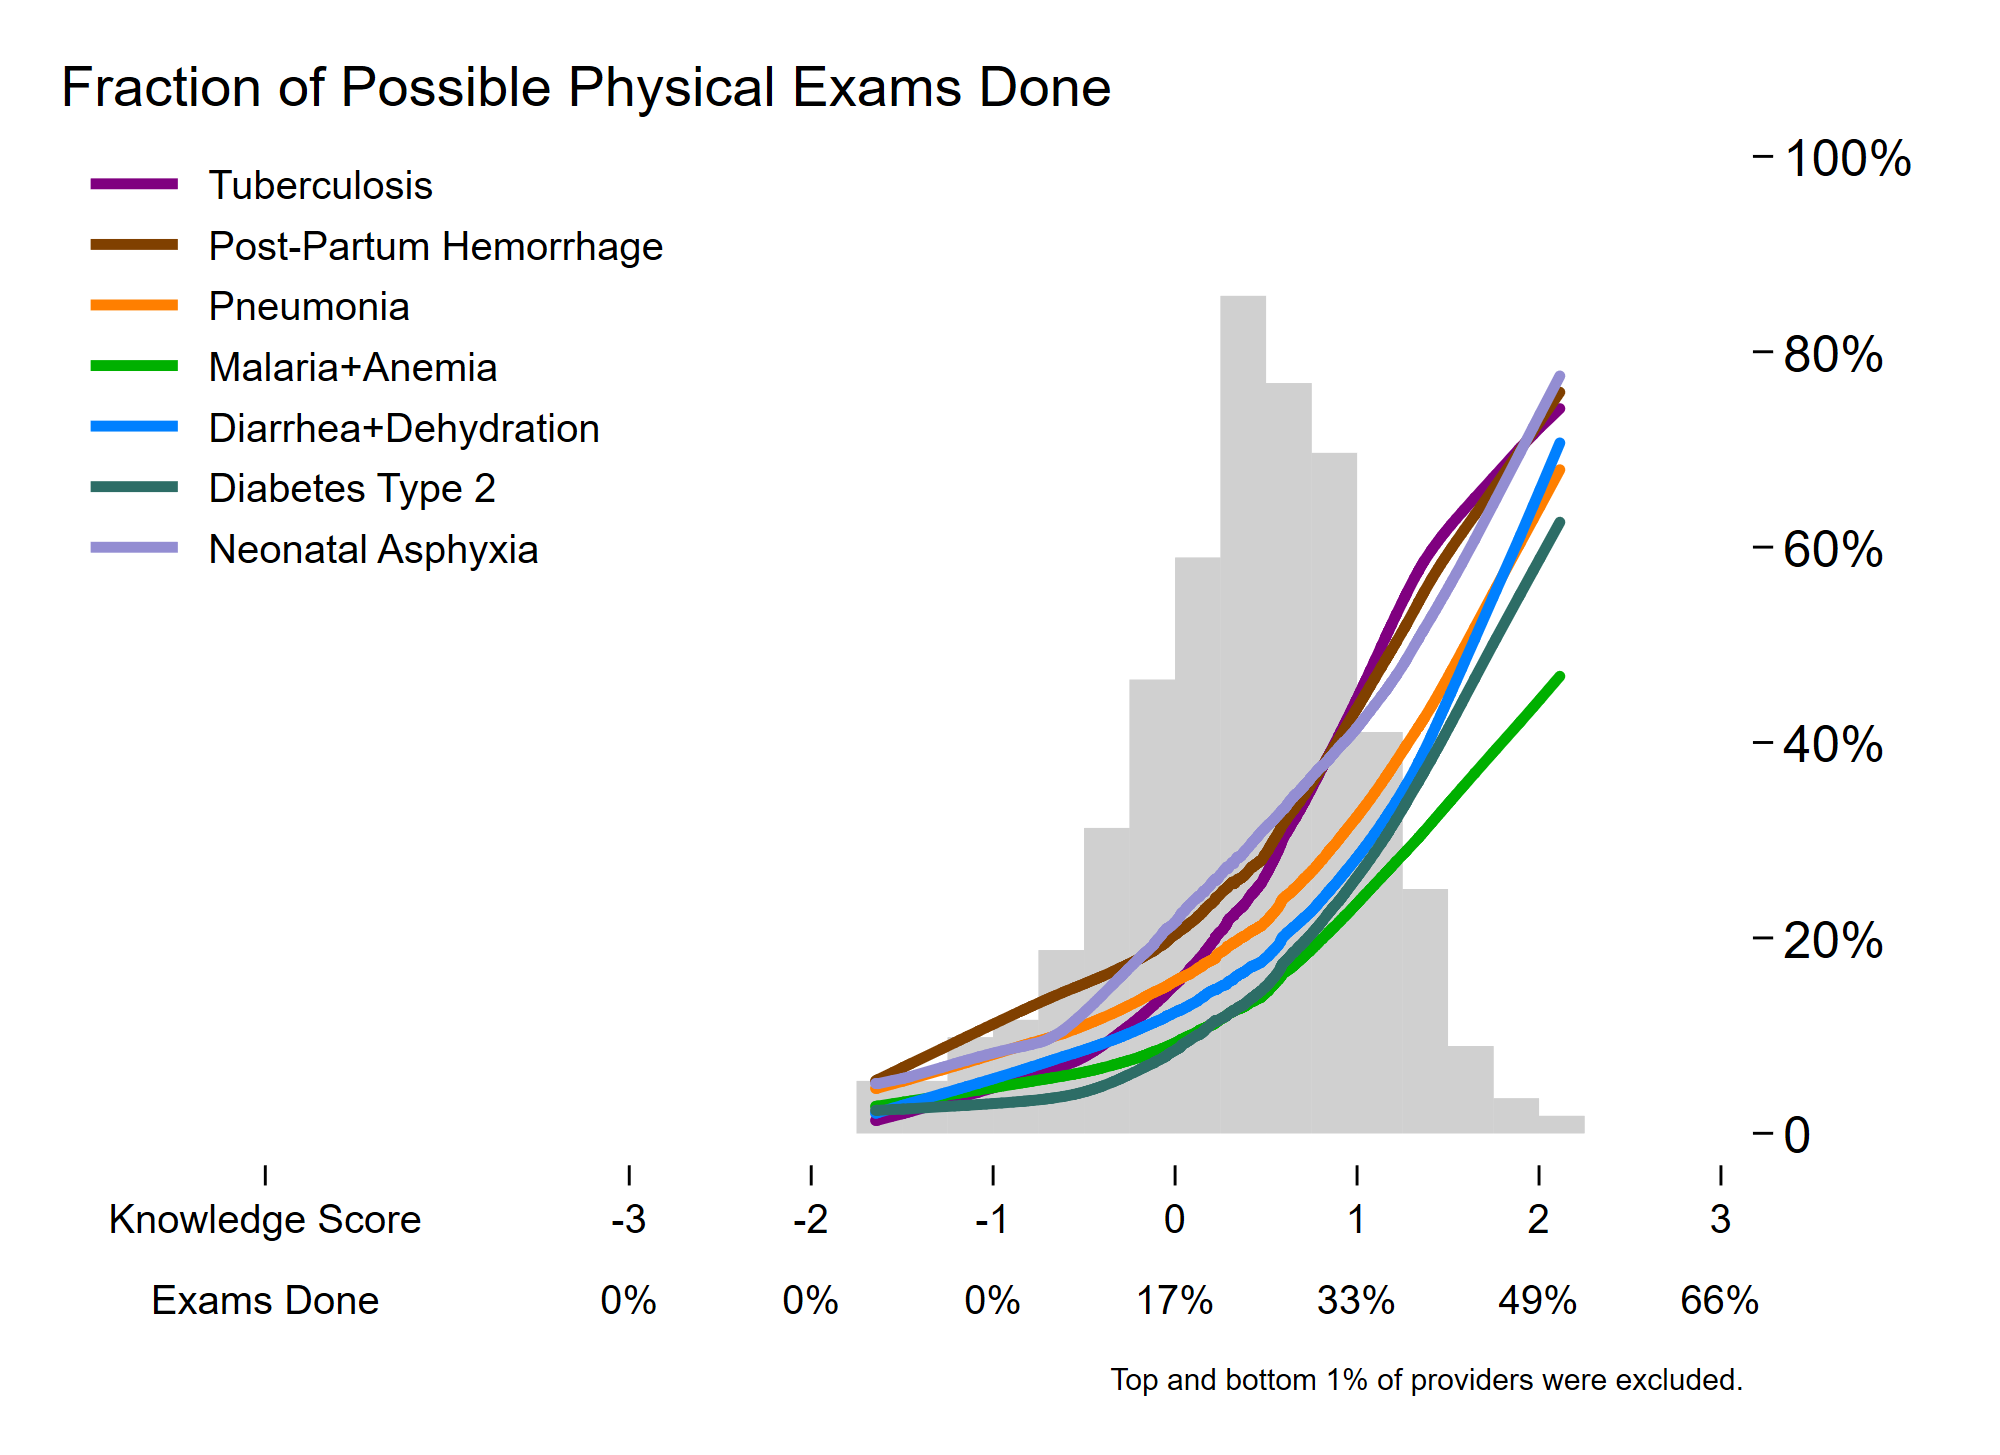 Fraction of Possible Physical Exams Done
Tuberculosis
Post-Partum Hemorrhage
Pneumonia
Malaria+Anemia
Diarrhea+Dehydration
Diabetes Type 2
Neonatal Asphyxia
100%
80%
60%
40%
20%
0
Knowledge Score -3 -2 -1 0 1 2 3
Exams Done 0% 0% 0% 17% 33% 49% 66%
Top and bottom 1% of providers were excluded.